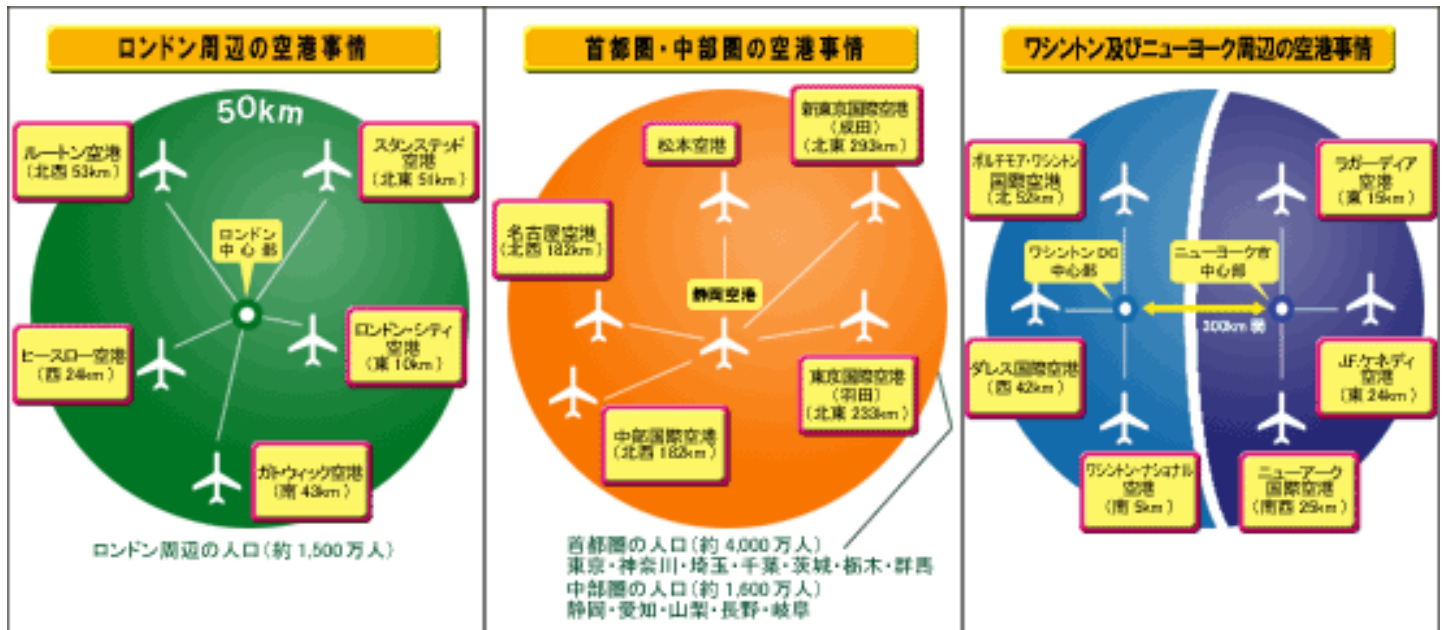 ロンドン周辺の空港事情
50km
ルートン空港
(北西 53km)
スタンステッド
空港
(北東 51km)
ロンドン
中心部
ヒースロー空港
(西 24km)
ロンドン・シティ
空港
(東 10km)
ガトウィック空港
(南 43km)
ロンドン周辺の人口(約 1,500 万人)
首都圏・中部圏の空港事情
松本空港
新東京国際空港
(成田)
(北東 293km)
名古屋空港
(北西 182km)
静岡空港
東京国際空港
(羽田)
(北東 233km)
中部国際空港
(北西 182km)
首都圏の人口(約 4,000 万人)
東京・神奈川・埼玉・千葉・茨城・栃木・群馬
中部圏の人口(約 1,600 万人)
静岡・愛知・山梨・長野・岐阜
ワシントン及びニューヨーク周辺の空港事情
ボルチモア・ワシントン
国際空港
(北 52km)
ラガーディア
空港
(東 15km)
ワシントンDC
中心部
ニューヨーク市
中心部
300km 間
ダレス国際空港
(西 42km)
J.F.ケネディ
空港
(東 24km)
ワシントン・ナショナル
空港
(南 5km)
ニューアーク
国際空港
(南西 25km)